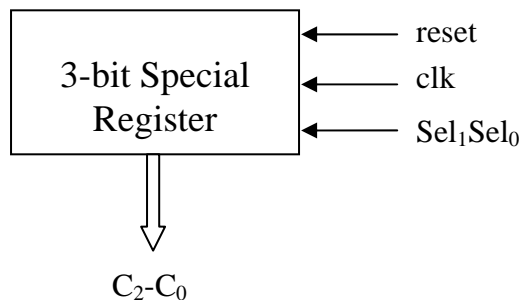 3-bit Special
Register
reset
clk
Sel₁Sel₀
C₂-C₀